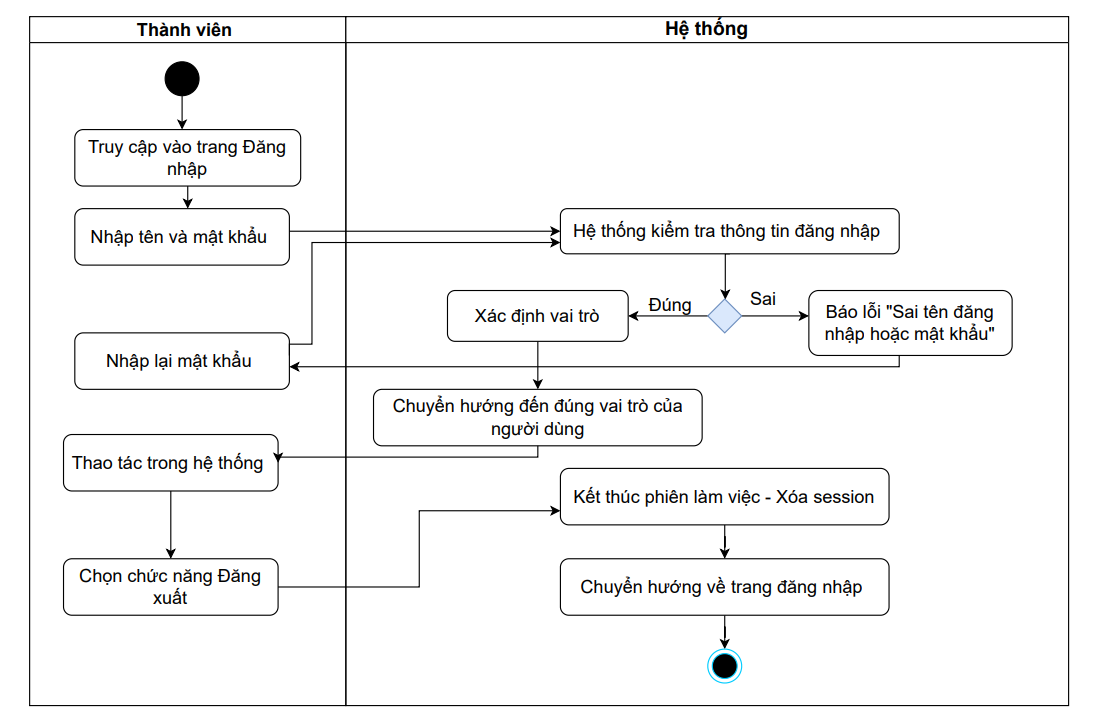 Thành viên
Hệ thống
Truy cập vào trang Đăng
nhập
Nhập tên và mật khẩu
Hệ thống kiểm tra thông tin đăng nhập
Đúng
Sai
Xác định vai trò
Báo lỗi "Sai tên đăng
nhập hoặc mật khẩu"
Nhập lại mật khẩu
Chuyển hướng đến đúng vai trò của
người dùng
Thao tác trong hệ thống
Kết thúc phiên làm việc - Xóa session
Chọn chức năng Đăng
xuất
Chuyển hướng về trang đăng nhập